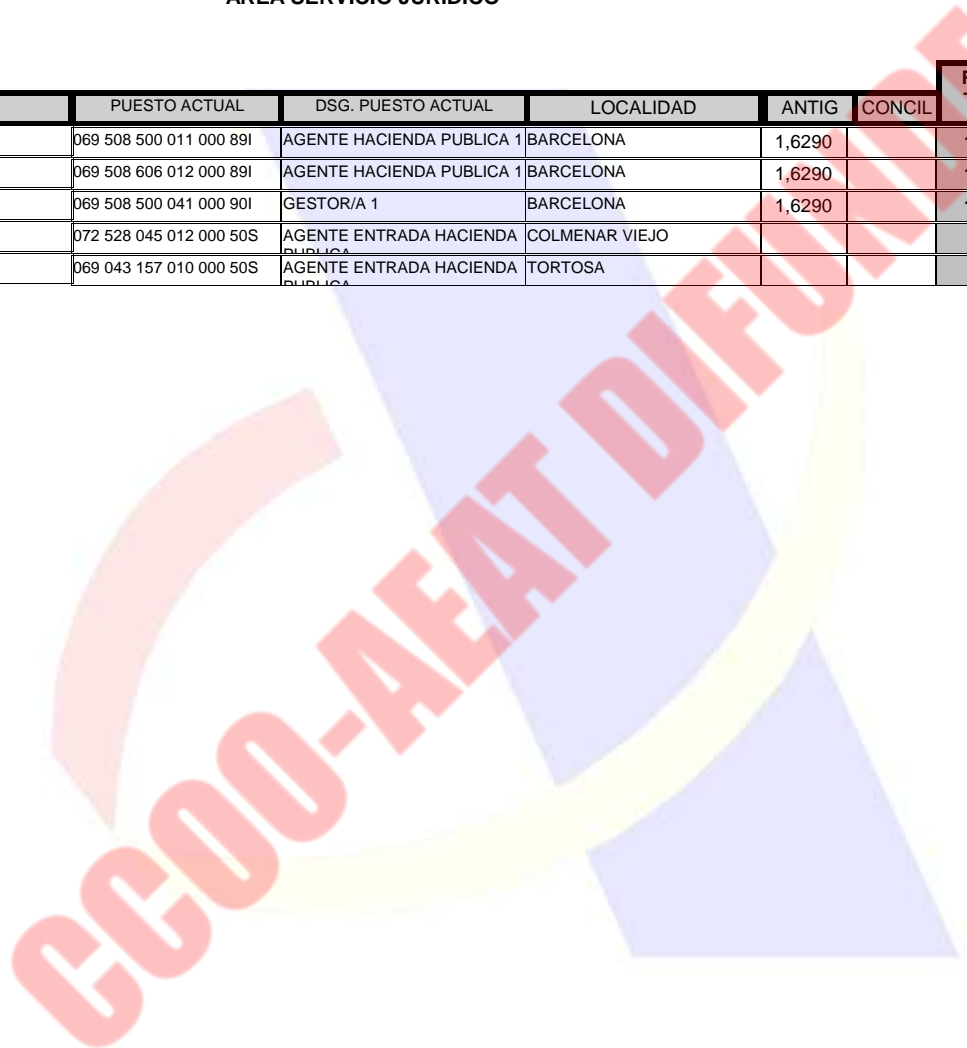 AREA SERVICIO JURIDICO
PUESTO ACTUAL DSG. PUESTO ACTUAL LOCALIDAD ANTIG CONCIL
069 508 500 011 000 89I AGENTE HACIENDA PUBLICA 1 BARCELONA 1,6290
069 508 606 012 000 89I AGENTE HACIENDA PUBLICA 1 BARCELONA 1,6290
069 508 500 041 000 90I GESTOR/A 1 BARCELONA 1,6290
072 528 045 012 000 50S AGENTE ENTRADA HACIENDA COLMENAR VIEJO
PUBLICA
069 043 157 010 000 50S AGENTE ENTRADA HACIENDA TORTOSA
PUBLICA
CCOO-AEAT DIFUNDE